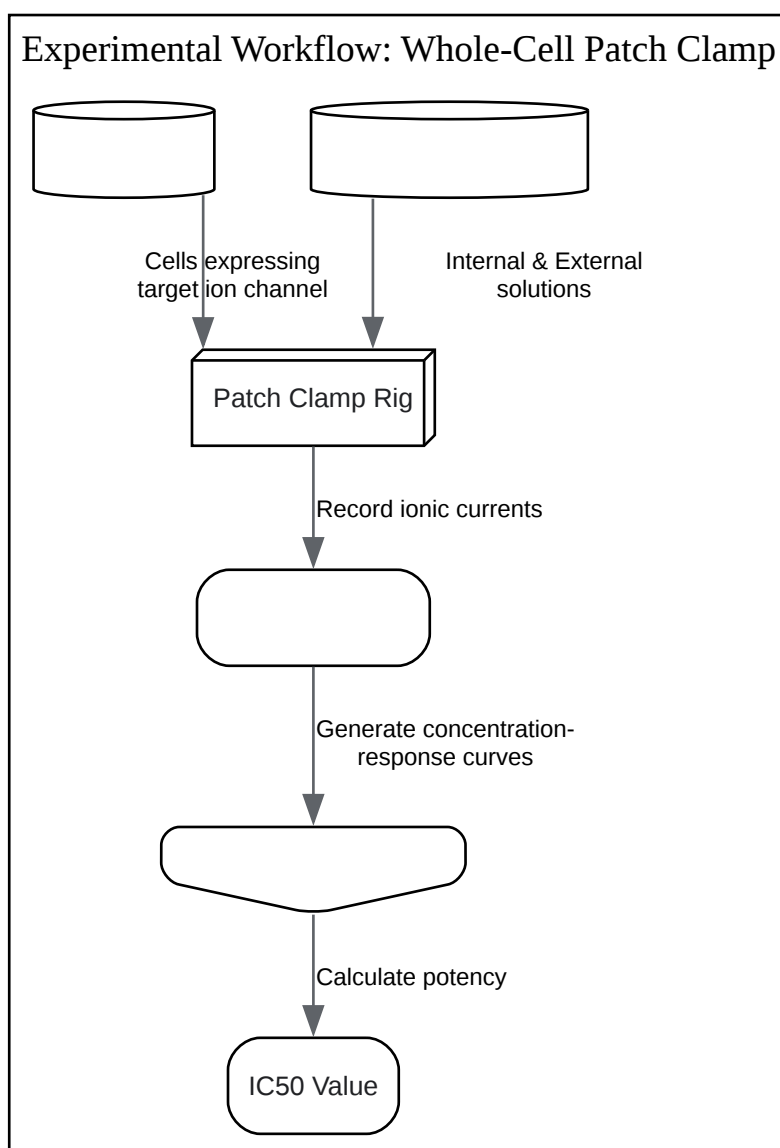 Experimental Workflow: Whole-Cell Patch Clamp
Cells expressing
target ion channel
Internal & External
solutions
Patch Clamp Rig
Record ionic currents
Generate concentration-
response curves
Calculate potency
IC50 Value